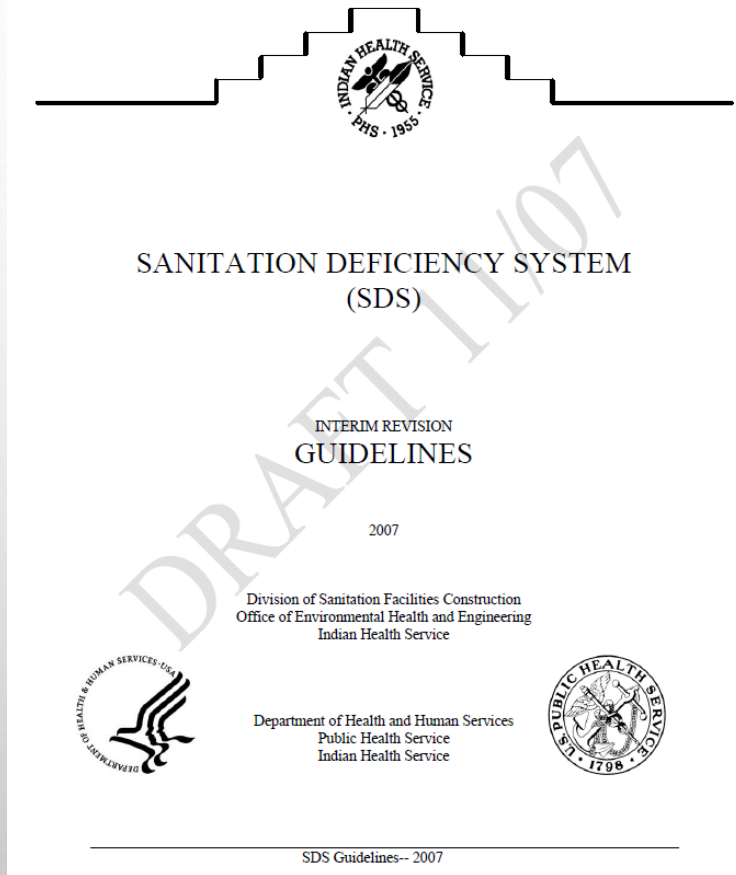 INDIAN HEALTH SERVICE
PHS · 1955
DRAFT 11/07
SANITATION DEFICIENCY SYSTEM
(SDS)
INTERIM REVISION
GUIDELINES
2007
Division of Sanitation Facilities Construction
Office of Environmental Health and Engineering
Indian Health Service
DEPARTMENT OF HEALTH & HUMAN SERVICES·USA
Department of Health and Human Services
Public Health Service
Indian Health Service
U.S. PUBLIC HEALTH SERVICE
· 1798 ·
SDS Guidelines-- 2007